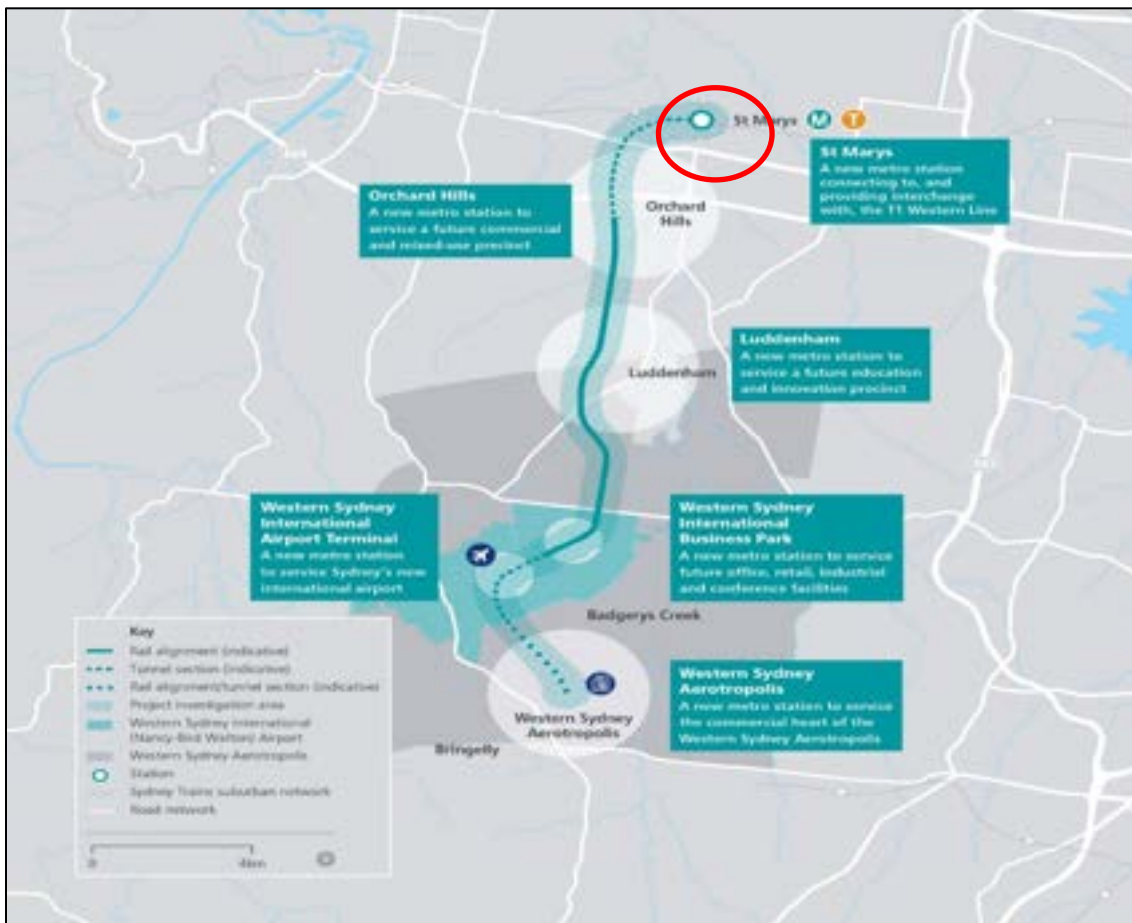 St Marys M T
St Marys
A new metro station
connecting to, and
providing interchange
with, the T1 Western Line
Orchard Hills
A new metro station to
service a future commercial
and mixed-use precinct
Orchard
Hills
Luddenham
A new metro station to
service a future education
and innovation precinct
Luddenham
Western Sydney
International
Airport Terminal
A new metro station
to service Sydney's new
international airport
Western Sydney
International
Business Park
A new metro station to service
future office, retail, industrial
and conference facilities
Badgerys Creek
Western Sydney
Aerotropolis
A new metro station to service
the commercial heart of the
Western Sydney Aerotropolis
Western Sydney
Aerotropolis
Bringelly
Key
Rail alignment (indicative)
Tunnel section (indicative)
Rail alignment/tunnel section (indicative)
Project investigation area
Western Sydney International
(Nancy-Bird Walton) Airport
Western Sydney Aerotropolis
Station
Sydney Trains suburban network
Road network
0 4km